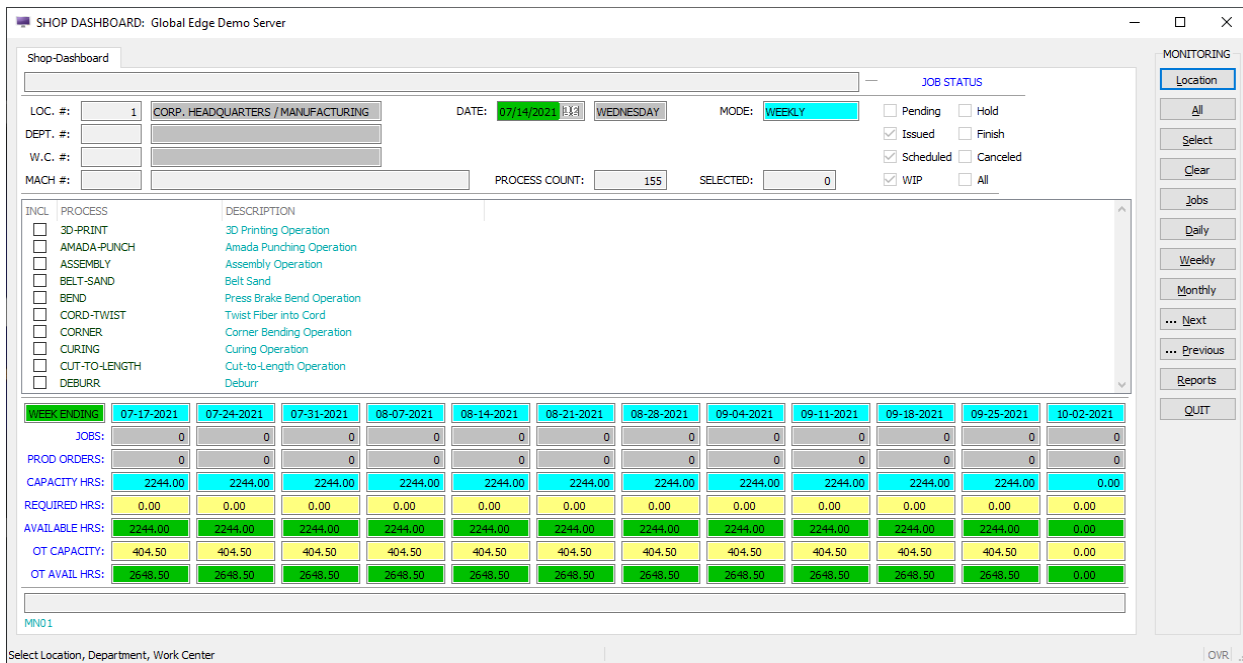 SHOP DASHBOARD: Global Edge Demo Server
Shop-Dashboard
MONITORING
JOB STATUS
Location
LOC. #: 1 CORP. HEADQUARTERS / MANUFACTURING DATE: 07/14/2021 WEDNESDAY MODE: WEEKLY Pending Hold
All
DEPT. #: Issued Finish
Select
W.C. #: Scheduled Canceled
Clear
MACH #: PROCESS COUNT: 155 SELECTED: 0 WIP All
Jobs
INCL PROCESS DESCRIPTION
3D-PRINT 3D Printing Operation
Daily
AMADA-PUNCH Amada Punching Operation
ASSEMBLY Assembly Operation
Weekly
BELT-SAND Belt Sand
BEND Press Brake Bend Operation
Monthly
CORD-TWIST Twist Fiber into Cord
... Next
CORNER Corner Bending Operation
CURING Curing Operation
... Previous
CUT-TO-LENGTH Cut-to-Length Operation
DEBURR Deburr
Reports
WEEK ENDING 07-17-2021 07-24-2021 07-31-2021 08-07-2021 08-14-2021 08-21-2021 08-28-2021 09-04-2021 09-11-2021 09-18-2021 09-25-2021 10-02-2021
QUIT
JOBS: 0 0 0 0 0 0 0 0 0 0 0 0
PROD ORDERS: 0 0 0 0 0 0 0 0 0 0 0 0
CAPACITY HRS: 2244.00 2244.00 2244.00 2244.00 2244.00 2244.00 2244.00 2244.00 2244.00 2244.00 2244.00 0.00
REQUIRED HRS: 0.00 0.00 0.00 0.00 0.00 0.00 0.00 0.00 0.00 0.00 0.00 0.00
AVAILABLE HRS: 2244.00 2244.00 2244.00 2244.00 2244.00 2244.00 2244.00 2244.00 2244.00 2244.00 2244.00 0.00
OT CAPACITY: 404.50 404.50 404.50 404.50 404.50 404.50 404.50 404.50 404.50 404.50 404.50 0.00
OT AVAIL HRS: 2648.50 2648.50 2648.50 2648.50 2648.50 2648.50 2648.50 2648.50 2648.50 2648.50 2648.50 0.00
MN01
Select Location, Department, Work Center OVR